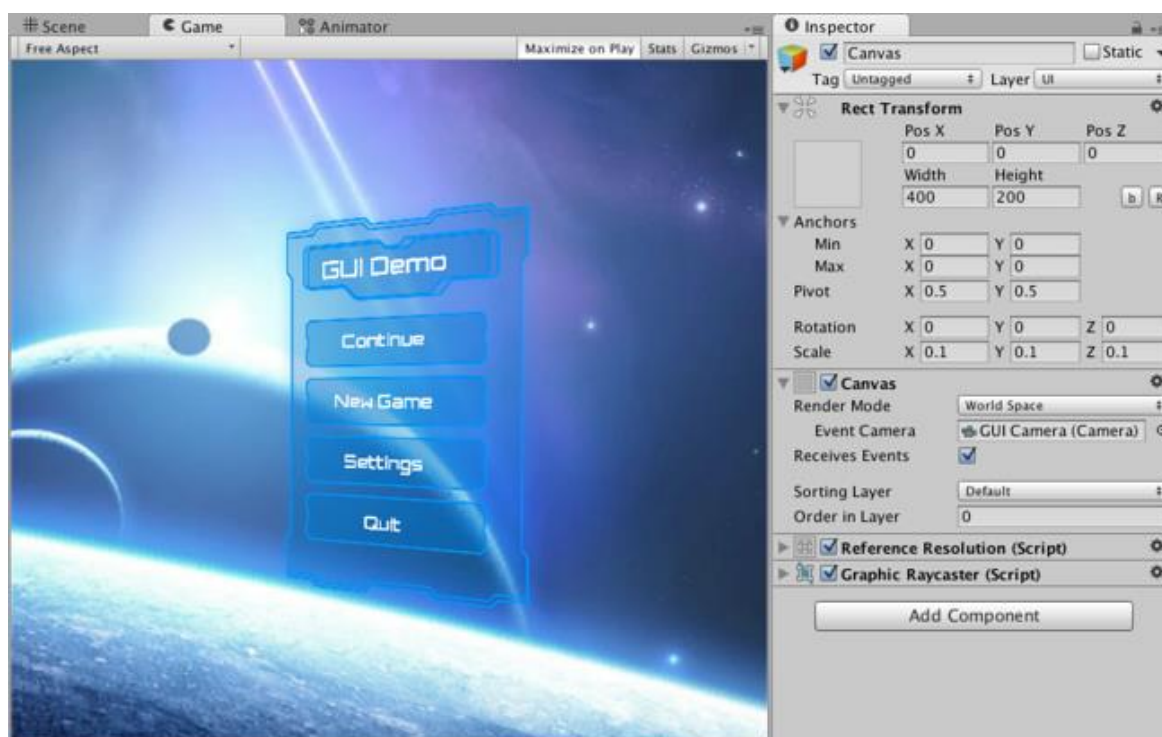 Scene
Game
Animator
Free Aspect
Maximize on Play Stats Gizmos
GUI Demo
Continue
New Game
Settings
Quit
Inspector
Canvas
Static
Tag Untagged Layer UI
Rect Transform
Pos X Pos Y Pos Z
0 0 0
Width Height
400 200
b R
Anchors
Min X 0 Y 0
Max X 0 Y 0
Pivot X 0.5 Y 0.5
Rotation X 0 Y 0 Z 0
Scale X 0.1 Y 0.1 Z 0.1
Canvas
Render Mode World Space
Event Camera GUI Camera (Camera)
Receives Events
Sorting Layer Default
Order in Layer 0
Reference Resolution (Script)
Graphic Raycaster (Script)
Add Component